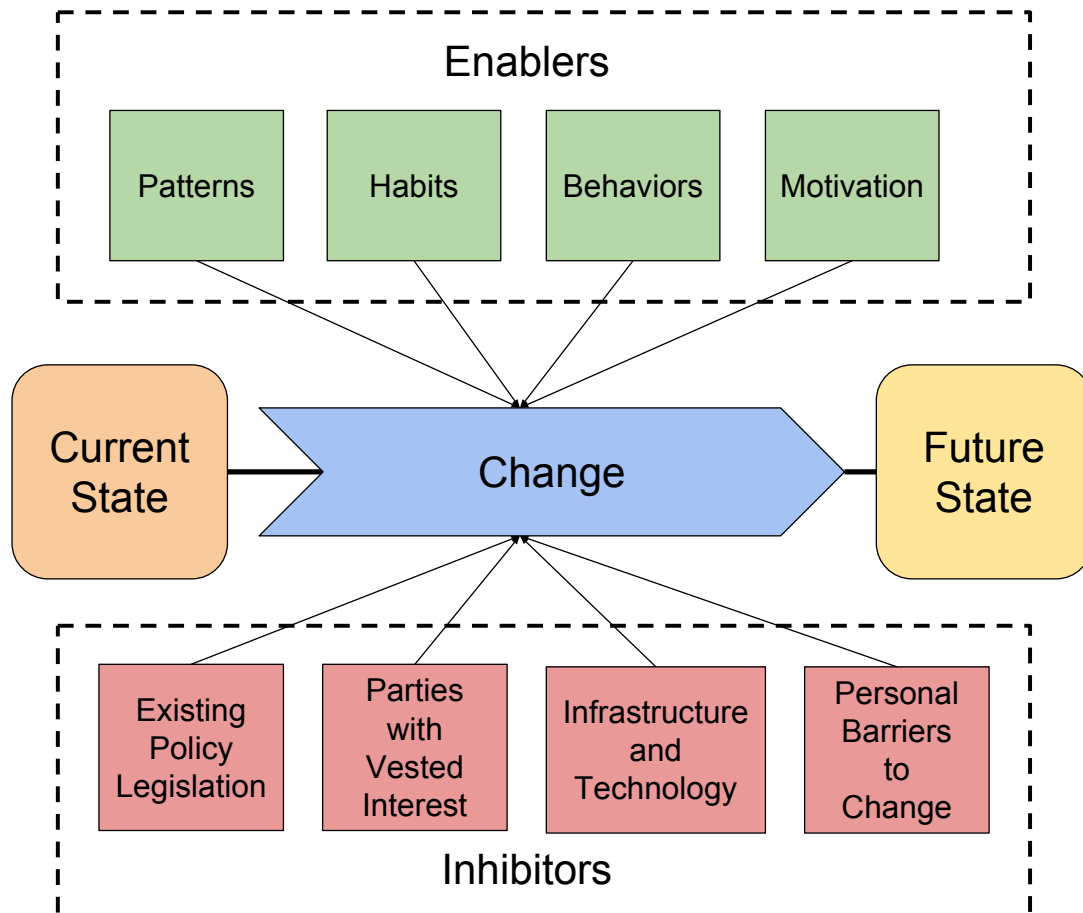 Enablers
Patterns
Habits
Behaviors
Motivation
Current
State
Change
Future
State
Existing
Policy
Legislation
Parties
with
Vested
Interest
Infrastructure
and
Technology
Personal
Barriers
to
Change
Inhibitors